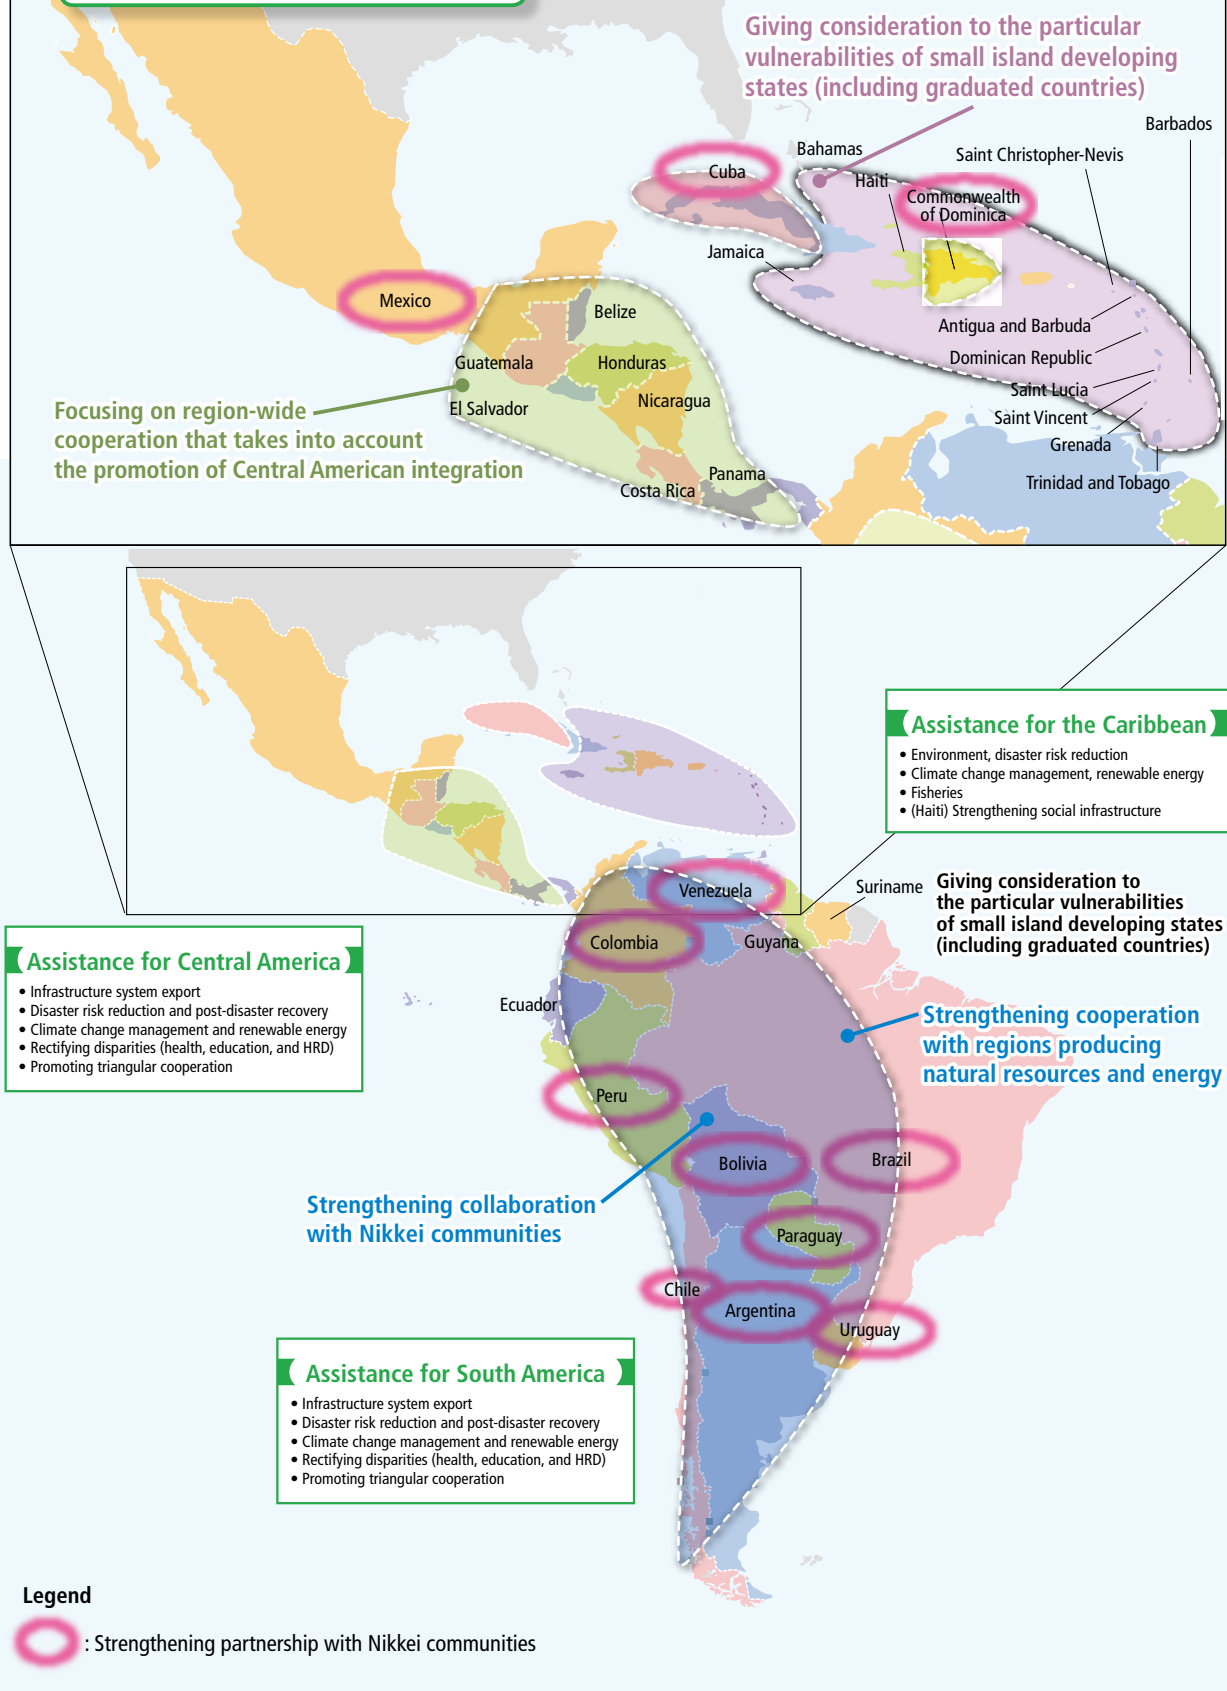 Giving consideration to the particular
vulnerabilities of small island developing
states (including graduated countries)
Barbados
Bahamas
Saint Christopher-Nevis
Cuba
Haiti
Commonwealth
of Dominica
Jamaica
Mexico
Belize
Antigua and Barbuda
Guatemala
Honduras
Dominican Republic
Saint Lucia
El Salvador
Nicaragua
Saint Vincent
Focusing on region-wide
cooperation that takes into account
the promotion of Central American integration
Grenada
Panama
Costa Rica
Trinidad and Tobago
Assistance for the Caribbean
• Environment, disaster risk reduction
• Climate change management, renewable energy
• Fisheries
• (Haiti) Strengthening social infrastructure
Venezuela
Suriname
Giving consideration to
the particular vulnerabilities
of small island developing states
(including graduated countries)
Colombia
Guyana
Assistance for Central America
• Infrastructure system export
• Disaster risk reduction and post-disaster recovery
• Climate change management and renewable energy
• Rectifying disparities (health, education, and HRD)
• Promoting triangular cooperation
Ecuador
Strengthening cooperation
with regions producing
natural resources and energy
Peru
Bolivia
Brazil
Strengthening collaboration
with Nikkei communities
Paraguay
Chile
Argentina
Uruguay
Assistance for South America
• Infrastructure system export
• Disaster risk reduction and post-disaster recovery
• Climate change management and renewable energy
• Rectifying disparities (health, education, and HRD)
• Promoting triangular cooperation
Legend
: Strengthening partnership with Nikkei communities